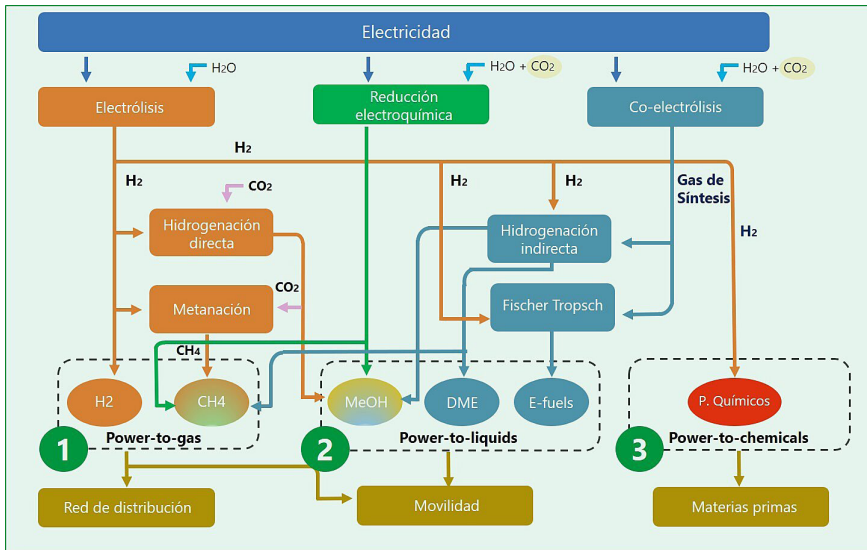 Electricidad
H2O
H2O + CO2
H2O + CO2
Electrólisis
Reducción
electroquímica
Co-electrólisis
H2
H2
CO2
H2
H2
Gas de
Síntesis
H2
Hidrogenación
directa
Hidrogenación
indirecta
CO2
Metanación
Fischer Tropsch
CH4
H2
CH4
MeOH
DME
E-fuels
P. Químicos
1
Power-to-gas
2
Power-to-liquids
3
Power-to-chemicals
Red de distribución
Movilidad
Materias primas